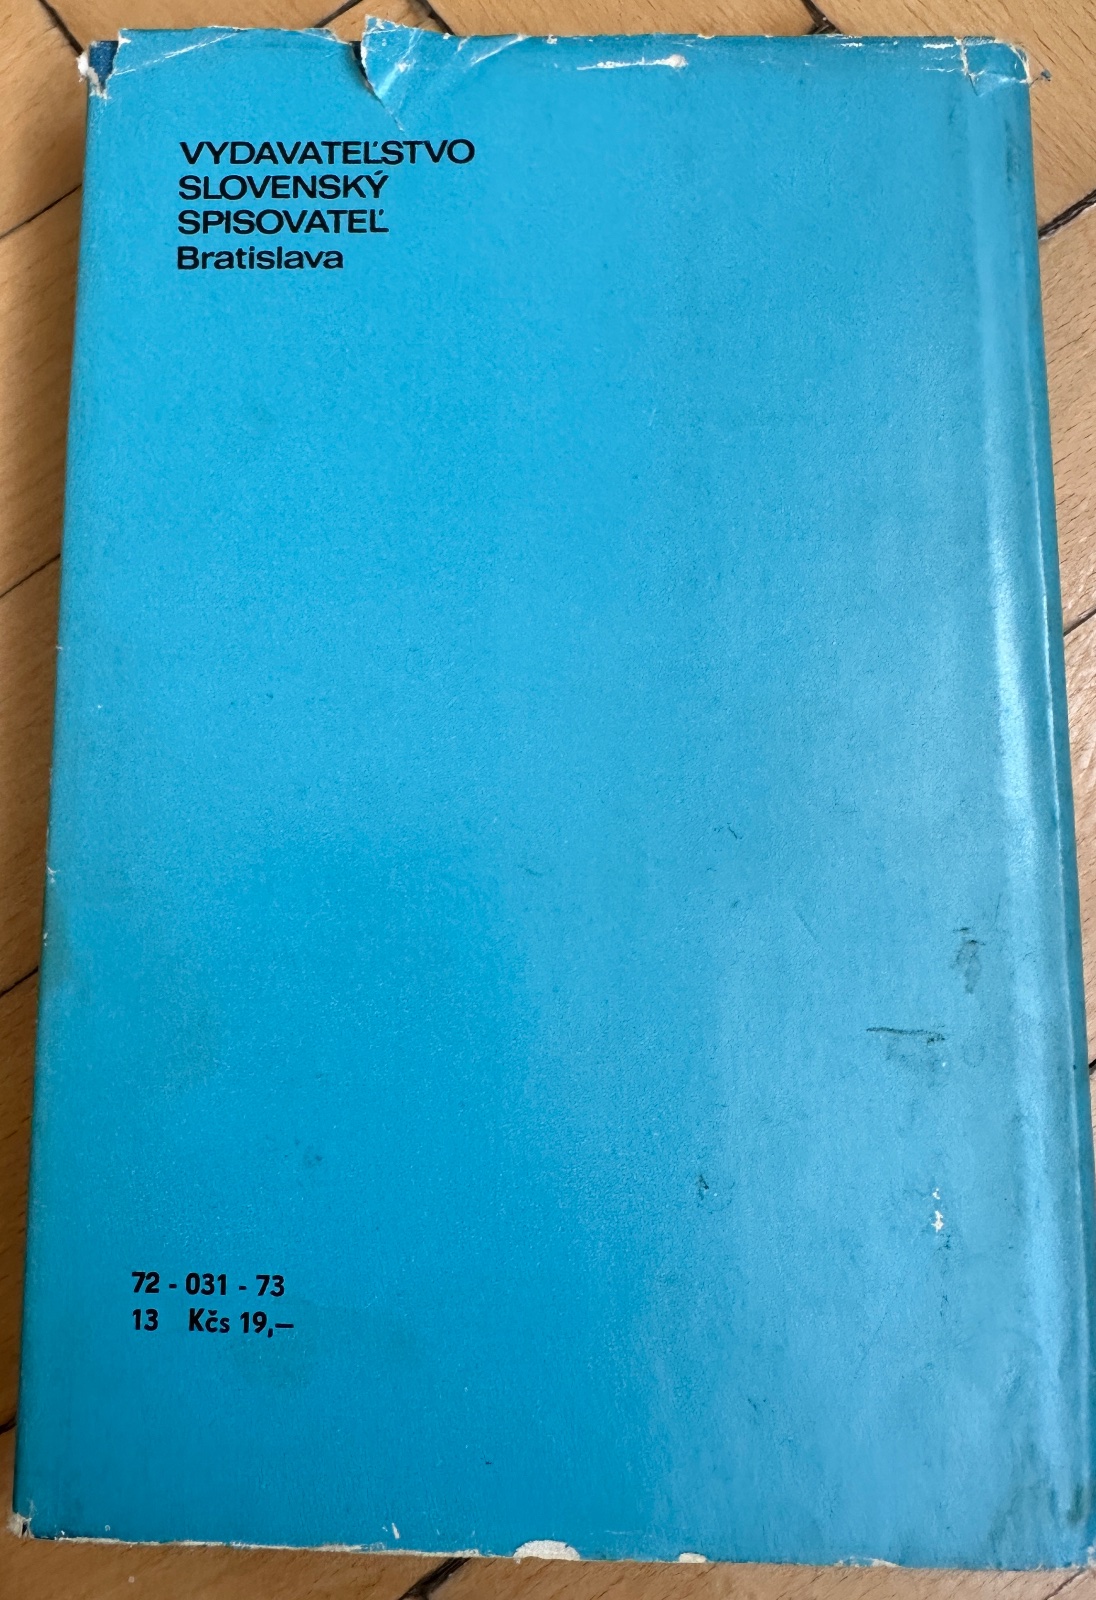 VYDAVATEĽSTVO
SLOVENSKÝ
SPISOVATEĽ
Bratislava
72 - 031 - 73
13 Kčs 19,—